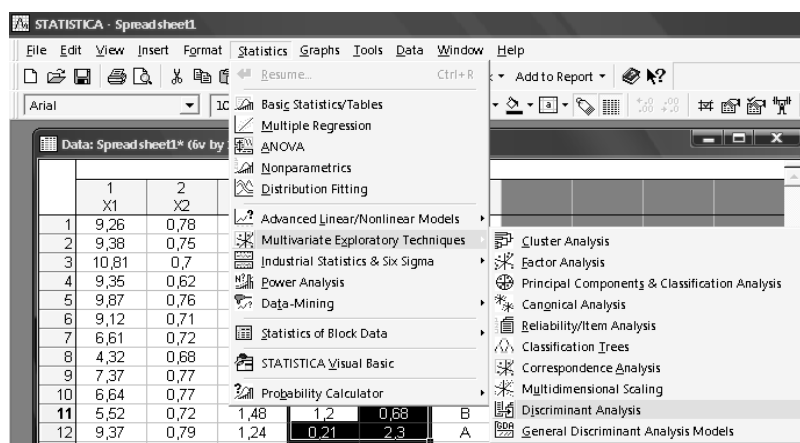 STATISTICA - Spreadsheet1
File Edit View Insert Format Statistics Graphs Tools Data Window Help
Resume... Ctrl+R
Add to Report
Arial 10
Data: Spreadsheet1* (6v by
Basic Statistics/Tables
Multiple Regression
ANOVA
Nonparametrics
Distribution Fitting
Advanced Linear/Nonlinear Models
Multivariate Exploratory Techniques
Industrial Statistics & Six Sigma
Power Analysis
Data-Mining
Statistics of Block Data
STATISTICA Visual Basic
Probability Calculator
Cluster Analysis
Factor Analysis
Principal Components & Classification Analysis
Canonical Analysis
Reliability/Item Analysis
Classification Trees
Correspondence Analysis
Multidimensional Scaling
Discriminant Analysis
General Discriminant Analysis Models
1 2
X1 X2
1 9,26 0,78
2 9,38 0,75
3 10,81 0,7
4 9,35 0,62
5 9,87 0,76
6 9,12 0,71
7 6,61 0,72
8 4,32 0,68
9 7,37 0,77
10 6,64 0,77
11 5,52 0,72 1,48 1,2 0,68 B
12 9,37 0,79 1,24 0,21 2,3 A